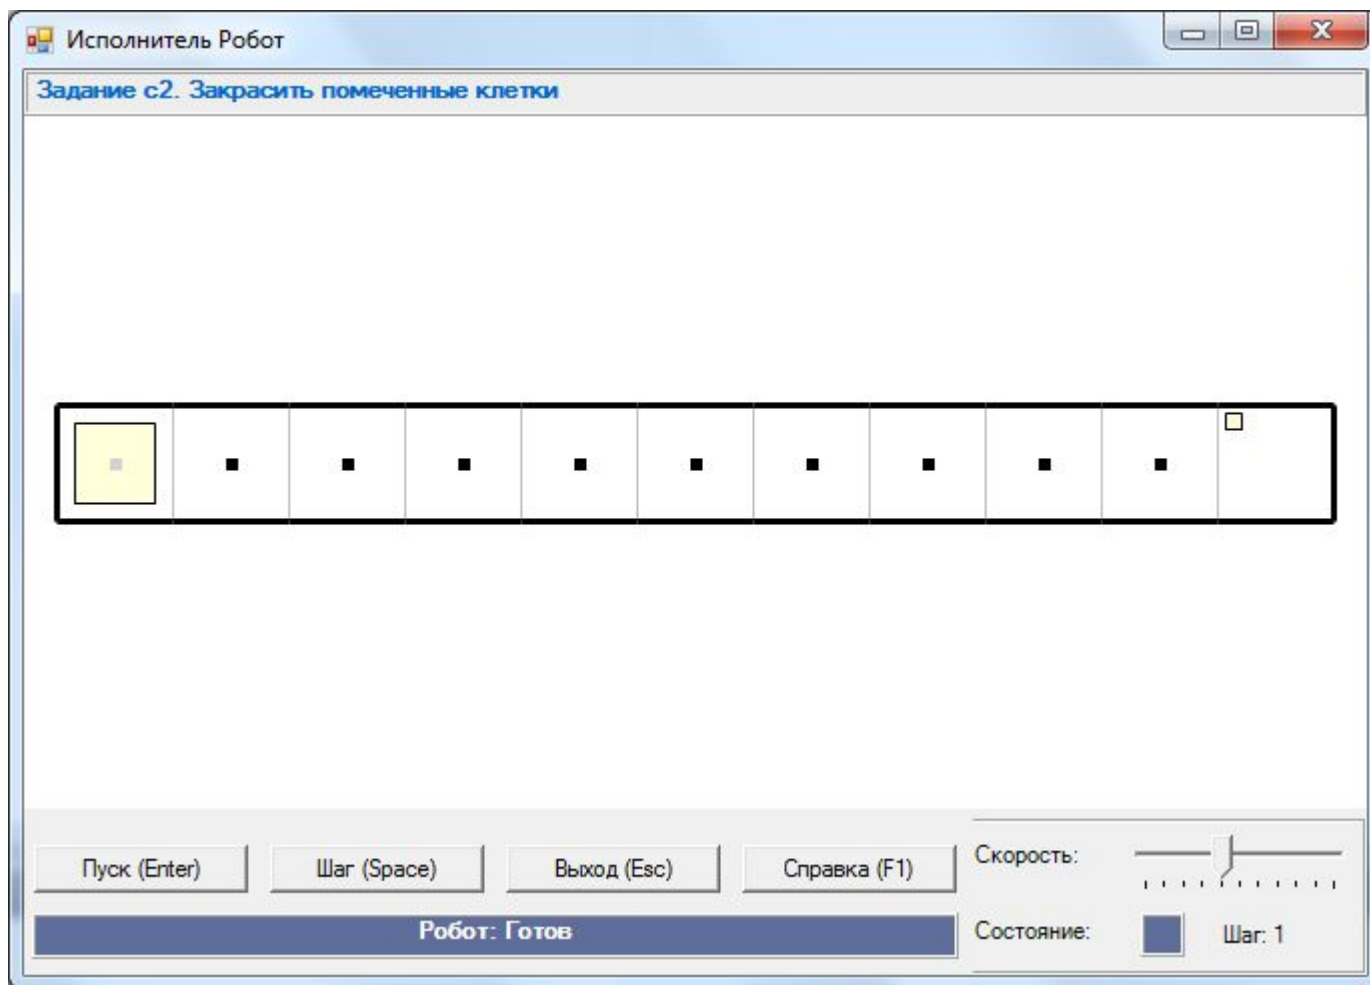 Исполнитель Робот
Задание c2. Закрасить помеченные клетки
Пуск (Enter) Шаг (Space) Выход (Esc) Справка (F1) Скорость:
Робот: Готов Состояние: Шаг: 1